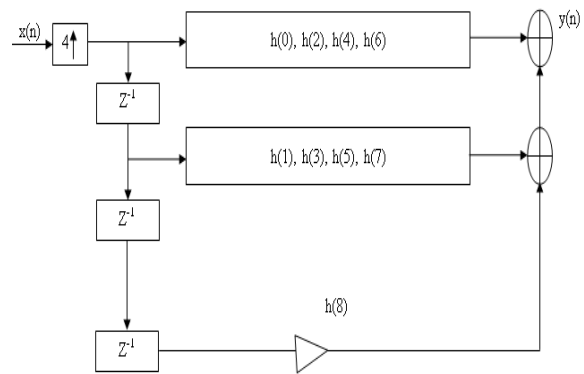 x(n)
4↑
h(0), h(2), h(4), h(6)
y(n)
Z⁻¹
h(1), h(3), h(5), h(7)
Z⁻¹
h(8)
Z⁻¹